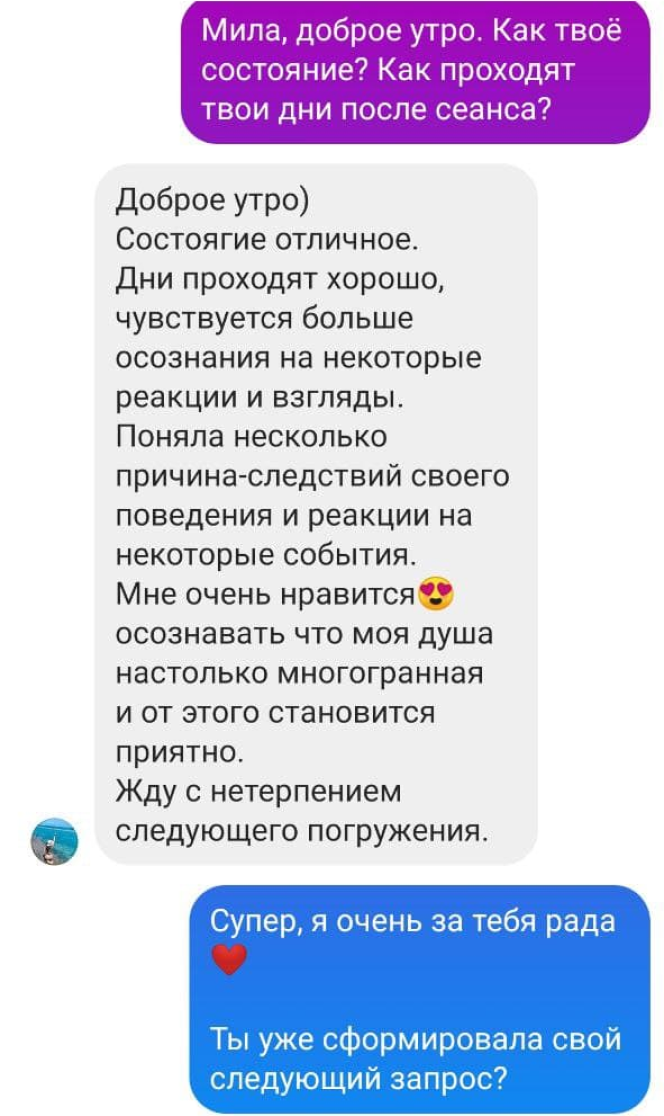 Мила, доброе утро. Как твоё
состояние? Как проходят
твои дни после сеанса?
Доброе утро)
Состоягие отличное.
Дни проходят хорошо,
чувствуется больше
осознания на некоторые
реакции и взгляды.
Поняла несколько
причина-следствий своего
поведения и реакции на
некоторые события.
Мне очень нравится😍
осознавать что моя душа
настолько многогранная
и от этого становится
приятно.
Жду с нетерпением
следующего погружения.
Супер, я очень за тебя рада
❤️
Ты уже сформировала свой
следующий запрос?